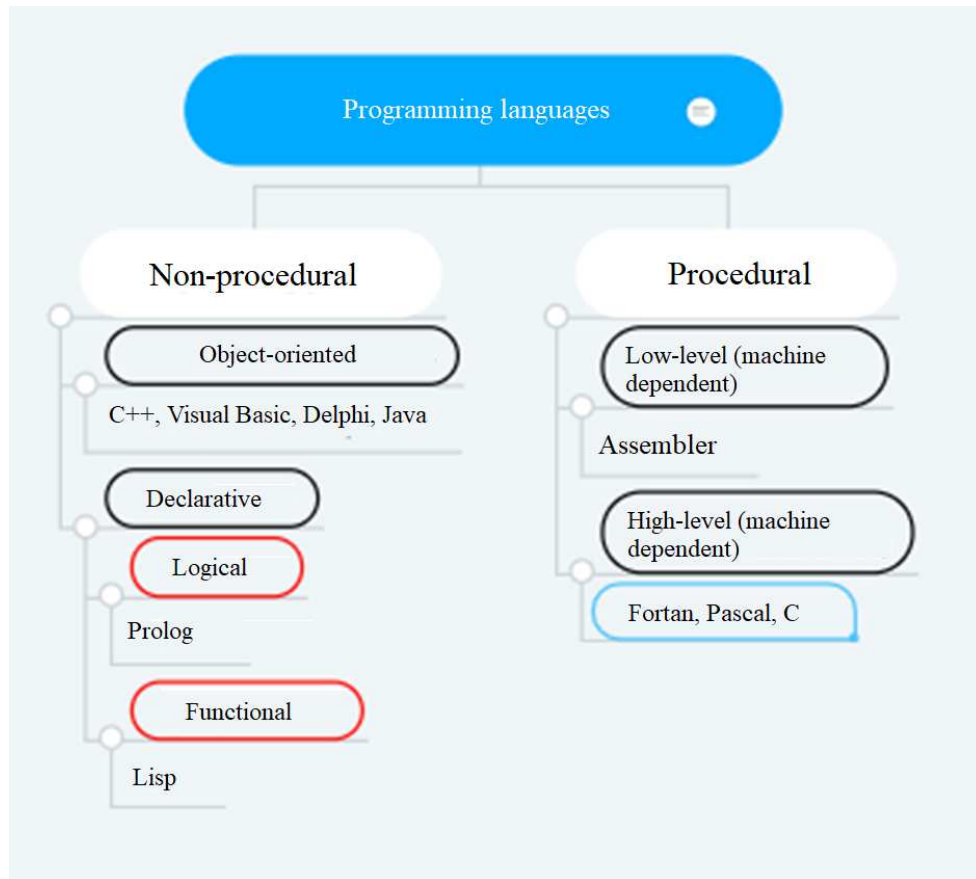 Programming languages
Non-procedural
Object-oriented
C++, Visual Basic, Delphi, Java
Declarative
Logical
Prolog
Functional
Lisp
Procedural
Low-level (machine
dependent)
Assembler
High-level (machine
dependent)
Fortan, Pascal, C